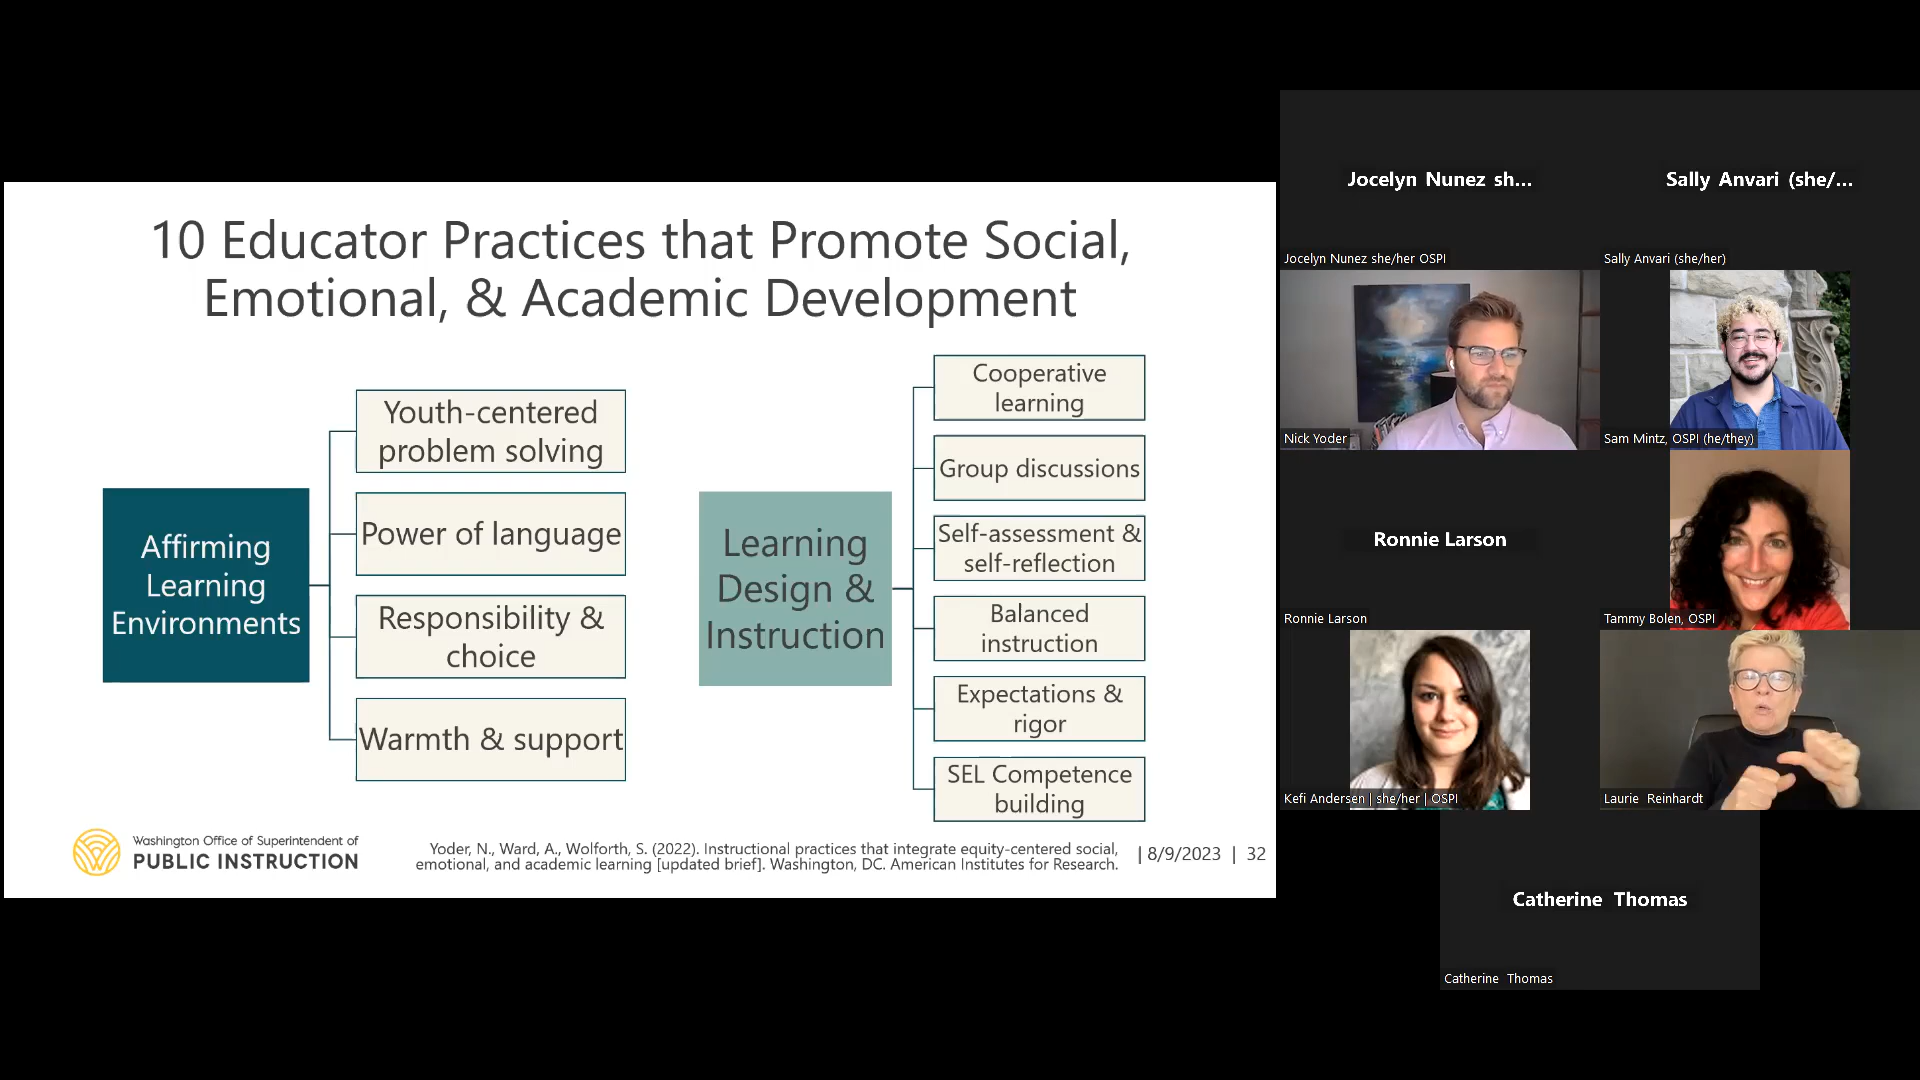 10 Educator Practices that Promote Social,
Emotional, & Academic Development
Affirming
Learning
Environments
Youth-centered
problem solving
Power of language
Responsibility &
choice
Warmth & support
Learning
Design &
Instruction
Cooperative
learning
Group discussions
Self-assessment &
self-reflection
Balanced
instruction
Expectations &
rigor
SEL Competence
building
Washington Office of Superintendent of
PUBLIC INSTRUCTION
Yoder, N., Ward, A., Wolforth, S. (2022). Instructional practices that integrate equity-centered social,
emotional, and academic learning [updated brief]. Washington, DC. American Institutes for Research.
| 8/9/2023 | 32
Jocelyn Nunez sh...
Jocelyn Nunez she/her OSPI
Sally Anvari (she/...
Sally Anvari (she/her)
Nick Yoder
Sam Mintz, OSPI (he/they)
Ronnie Larson
Ronnie Larson
Tammy Bolen, OSPI
Kefi Andersen | she/her | OSPI
Laurie Reinhardt
Catherine Thomas
Catherine Thomas